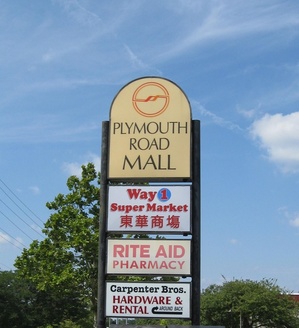 PLYMOUTH
ROAD
MALL
Way 1
Super Market
東華商場
RITE AID
PHARMACY
Carpenter Bros.
HARDWARE &
RENTAL AROUND BACK